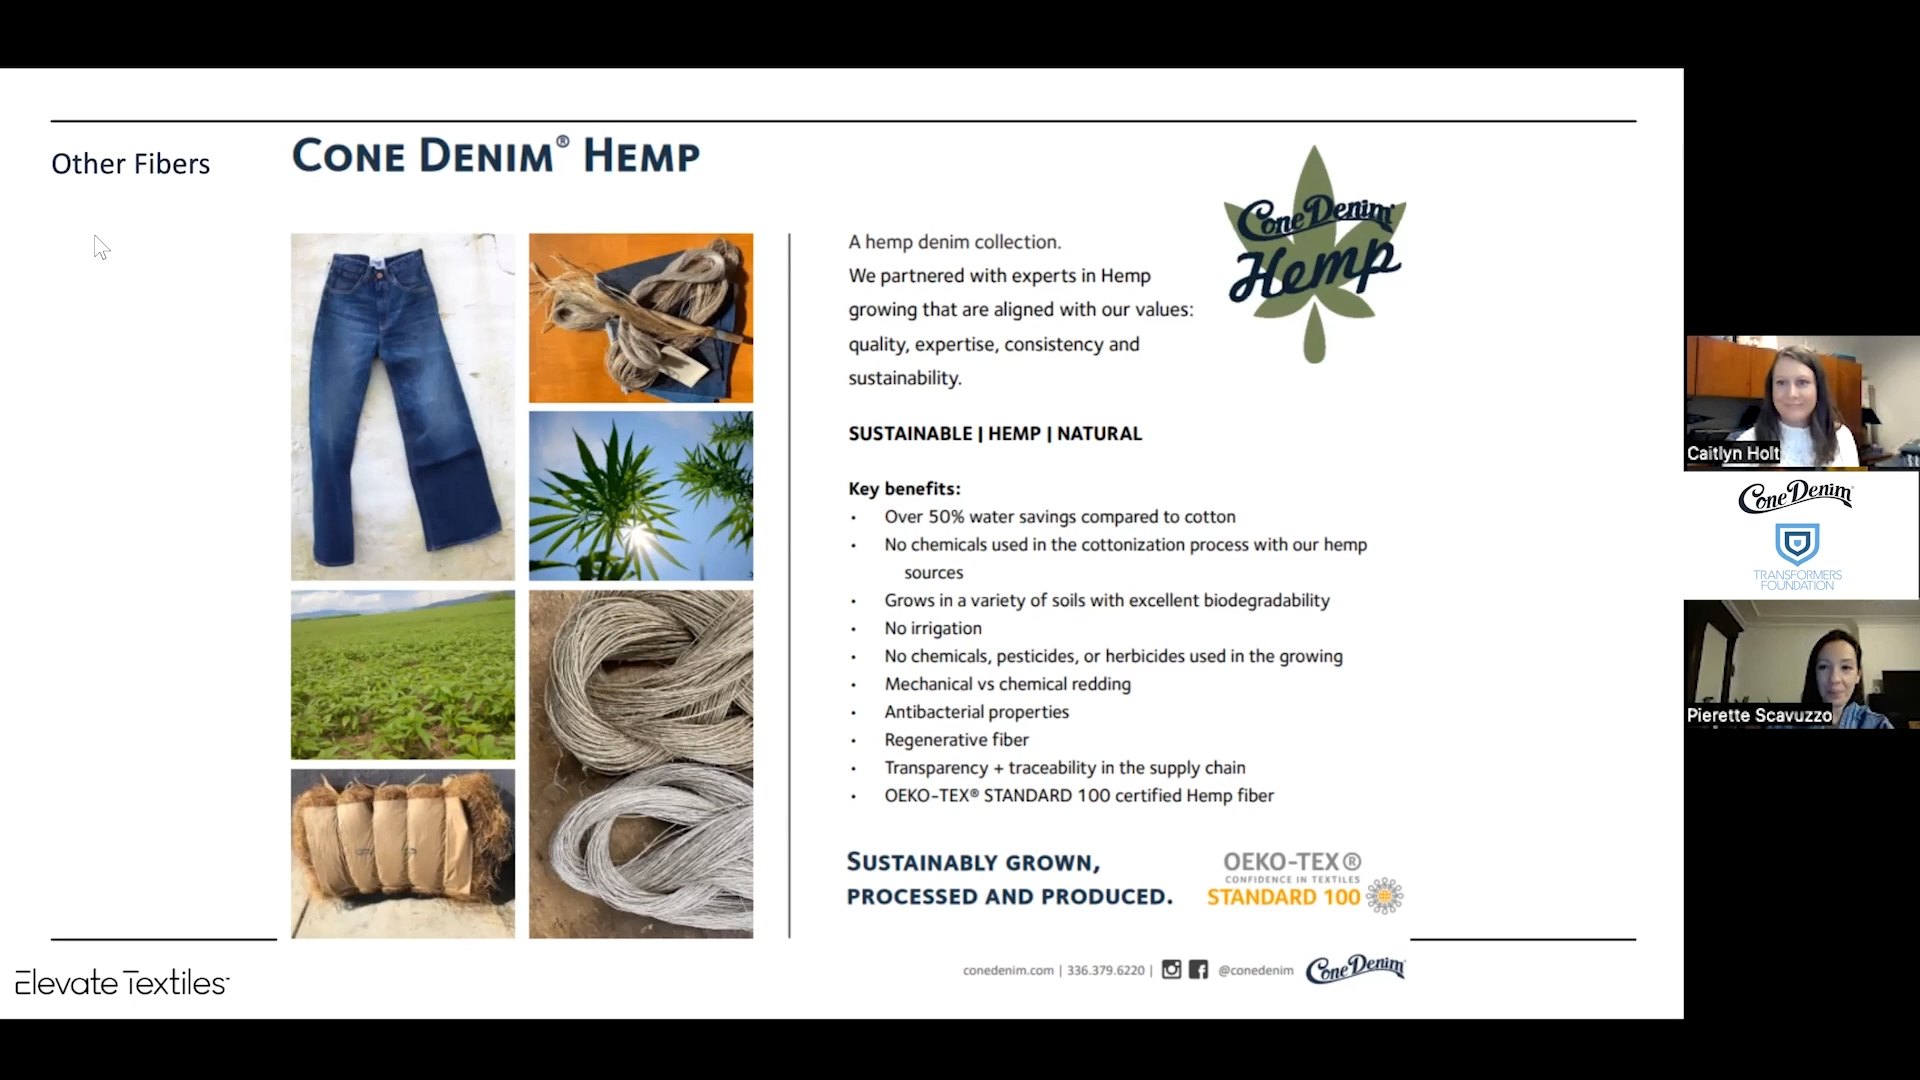 Other Fibers
CONE DENIM® HEMP
Cone Denim®
Hemp
A hemp denim collection.
We partnered with experts in Hemp
growing that are aligned with our values:
quality, expertise, consistency and
sustainability.
SUSTAINABLE | HEMP | NATURAL
Key benefits:
• Over 50% water savings compared to cotton
• No chemicals used in the cottonization process with our hemp
sources
• Grows in a variety of soils with excellent biodegradability
• No irrigation
• No chemicals, pesticides, or herbicides used in the growing
• Mechanical vs chemical redding
• Antibacterial properties
• Regenerative fiber
• Transparency + traceability in the supply chain
• OEKO-TEX® STANDARD 100 certified Hemp fiber
SUSTAINABLY GROWN,
PROCESSED AND PRODUCED.
OEKO-TEX®
CONFIDENCE IN TEXTILES
STANDARD 100
conedenim.com | 336.379.6220 | @conedenim
Cone Denim®
Elevate Textiles™
Caitlyn Holt
Cone Denim®
TRANSFORMERS
FOUNDATION
Pierette Scavuzzo